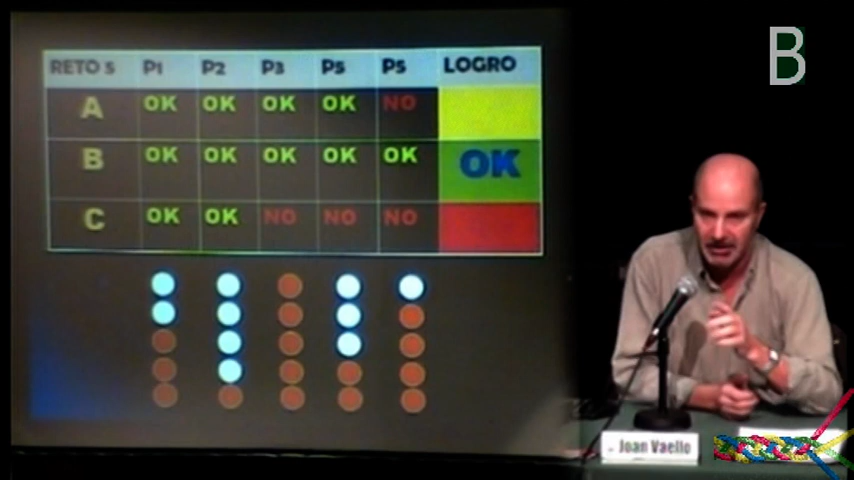 B
RETO 5 P1 P2 P3 P5 P5 LOGRO
A OK OK OK OK NO
B OK OK OK OK OK OK
C OK OK NO NO NO
Joan Vaello